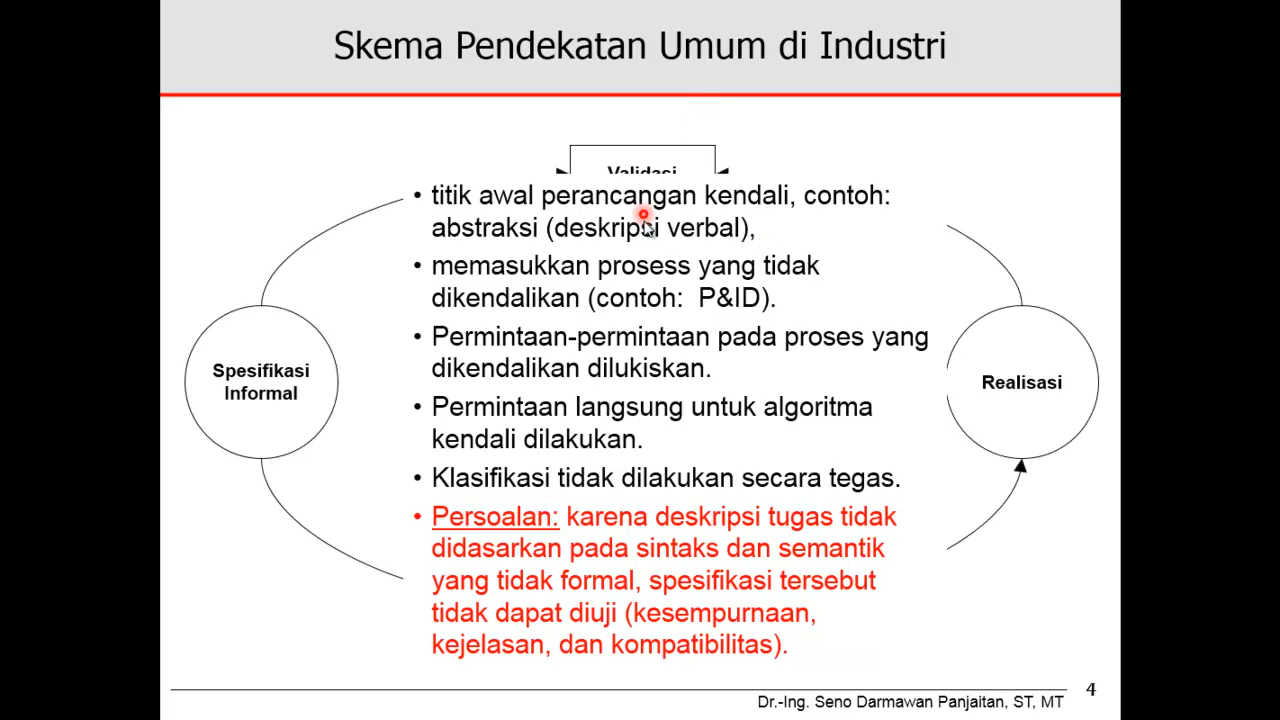 Skema Pendekatan Umum di Industri
Validasi
• titik awal perancangan kendali, contoh:
abstraksi (deskripsi verbal),
• memasukkan prosess yang tidak
dikendalikan (contoh: P&ID).
• Permintaan-permintaan pada proses yang
dikendalikan dilukiskan.
• Permintaan langsung untuk algoritma
kendali dilakukan.
• Klasifikasi tidak dilakukan secara tegas.
• Persoalan: karena deskripsi tugas tidak
didasarkan pada sintaks dan semantik
yang tidak formal, spesifikasi tersebut
tidak dapat diuji (kesempurnaan,
kejelasan, dan kompatibilitas).
Spesifikasi
Informal
Realisasi
Dr.-Ing. Seno Darmawan Panjaitan, ST, MT
4